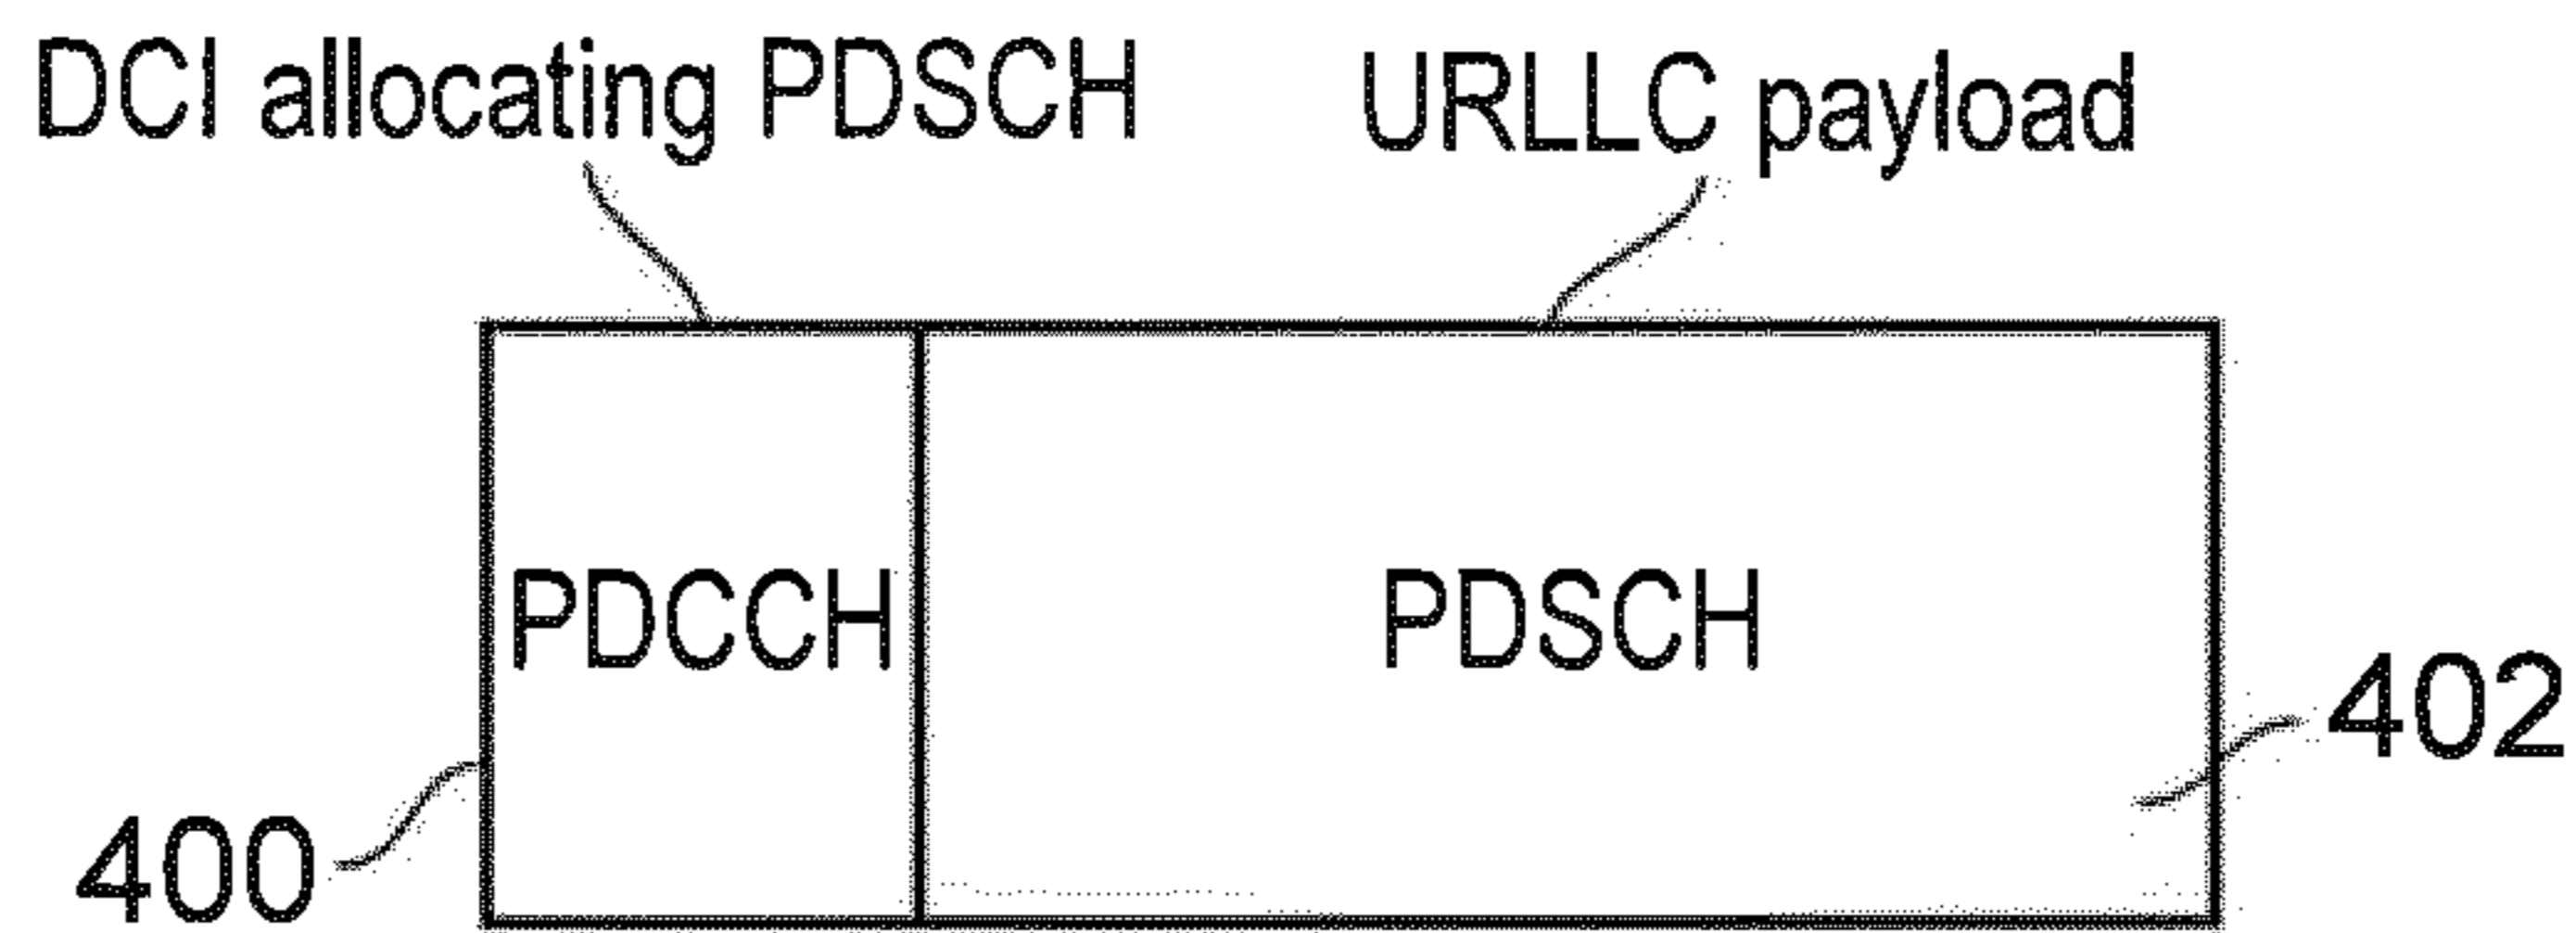 DCI allocating PDSCH
URLLC payload
PDCCH
PDSCH
402
400